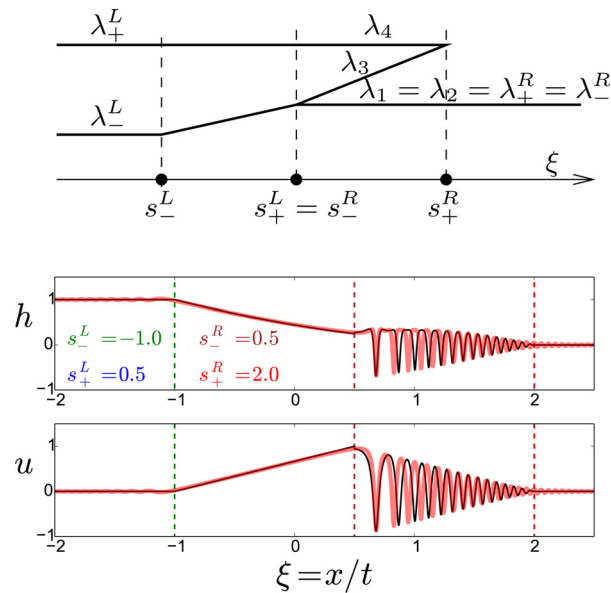 λ₊ᴸ λ₄
λ₃
λ₋ᴸ λ₁ = λ₂ = λ₊ᴿ = λ₋ᴿ
ξ
s₋ᴸ s₊ᴸ = s₋ᴿ s₊ᴿ
h
1
0
−1
s₋ᴸ =−1.0 s₋ᴿ =0.5
s₊ᴸ =0.5 s₊ᴿ =2.0
−2 −1 0 1 2
u
1
0
−1
−2 −1 0 1 2
ξ=x/t